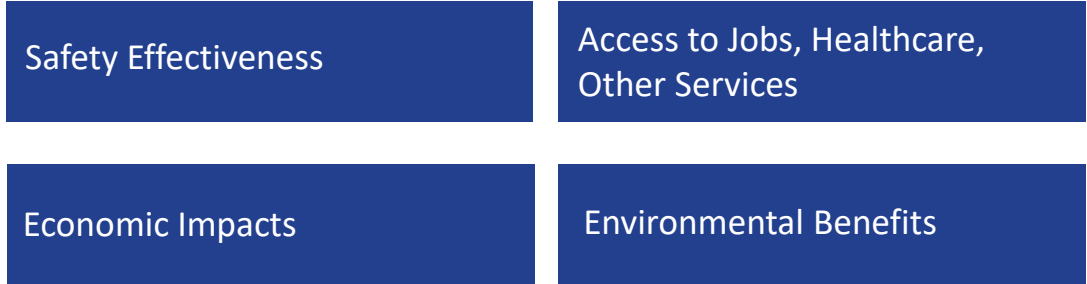 Safety Effectiveness
Access to Jobs, Healthcare,
Other Services
Economic Impacts
Environmental Benefits